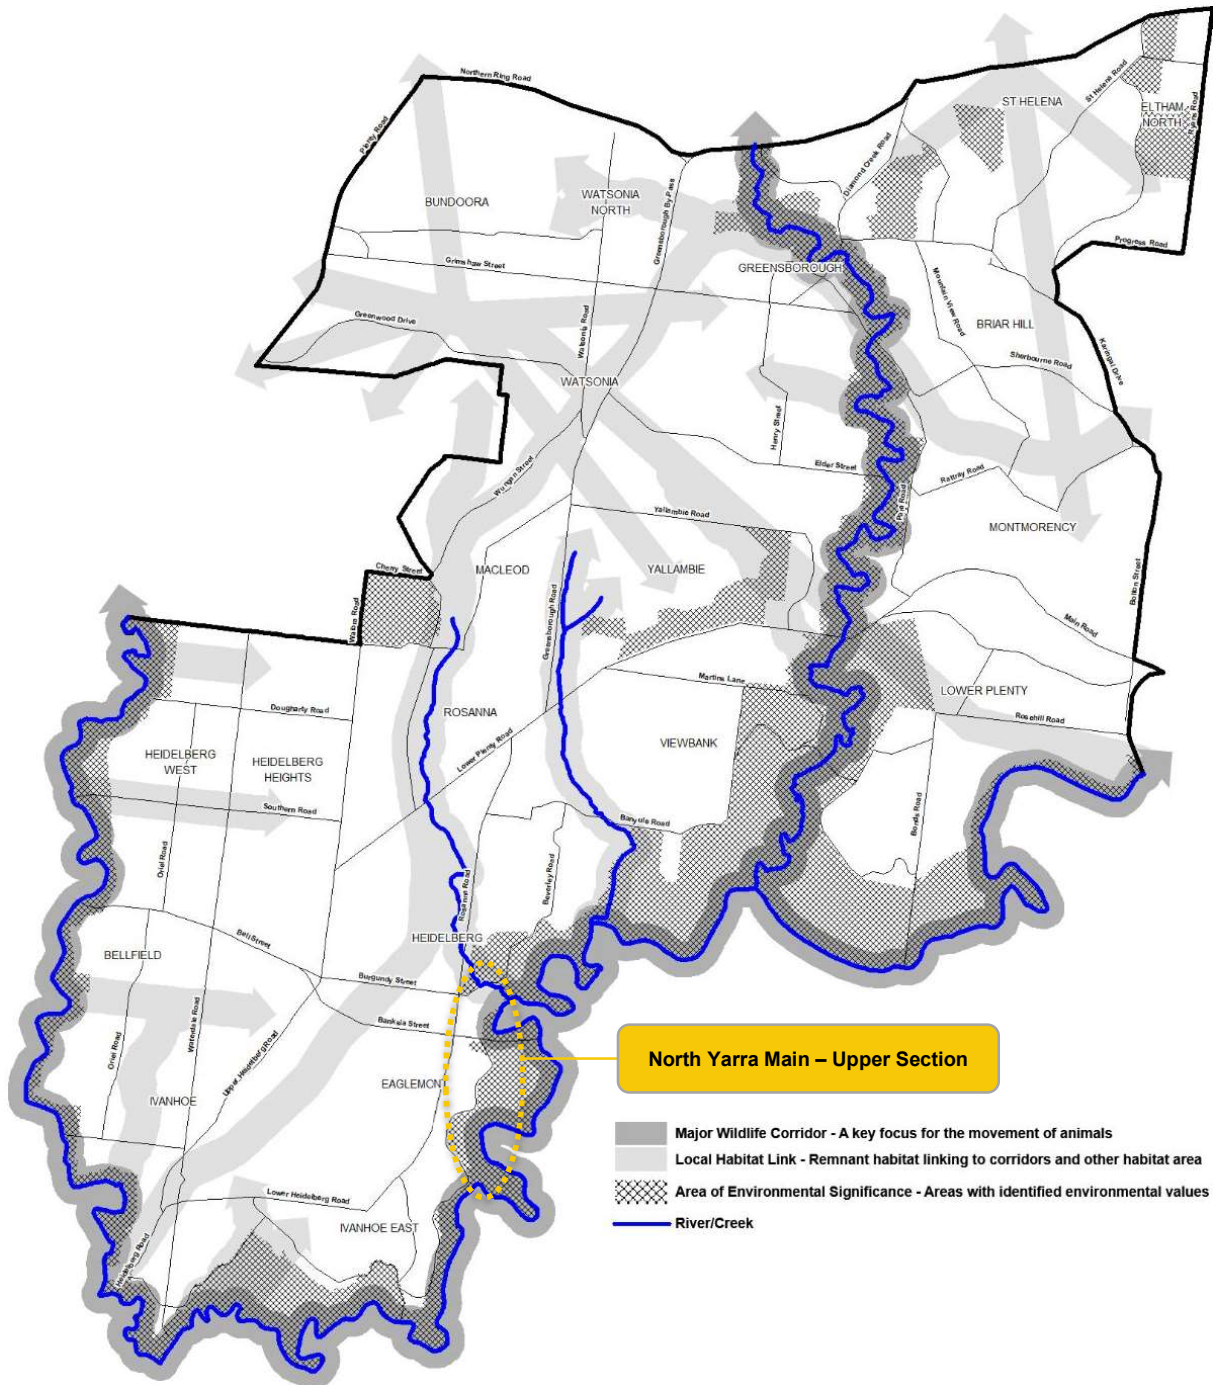 Northern Ring Road
Plenty Road
ST HELENA
St Helena Road
ELTHAM
NORTH
Ryans Road
Diamond Creek Road
BUNDOORA
WATSONIA
NORTH
Greensborough By-Pass
Progress Road
Grimshaw Street
GREENSBOROUGH
Mountain View Road
BRIAR HILL
Greenwood Drive
Watsonia Road
Sherbourne Road
Karingal Drive
WATSONIA
Henry Street
Elder Street
Wungan Street
Rattray Road
Para Road
Yallambie Road
MONTMORENCY
Cherry Street
MACLEOD
YALLAMBIE
Bolton Street
Waiora Road
Greensborough Road
Main Road
Martins Lane
LOWER PLENTY
Dougharty Road
ROSANNA
Rosehill Road
HEIDELBERG
WEST
HEIDELBERG
HEIGHTS
Lower Plenty Road
VIEWBANK
Southern Road
Banyule Road
Bonds Road
Oriel Road
Beverley Road
Rosanna Road
Bell Street
HEIDELBERG
BELLFIELD
Burgundy Street
Banksia Street
Waterdale Road
Oriel Road
Upper Heidelberg Road
EAGLEMONT
North Yarra Main – Upper Section
IVANHOE
Major Wildlife Corridor - A key focus for the movement of animals
Local Habitat Link - Remnant habitat linking to corridors and other habitat area
Area of Environmental Significance - Areas with identified environmental values
River/Creek
Lower Heidelberg Road
IVANHOE EAST
Heidelberg Road